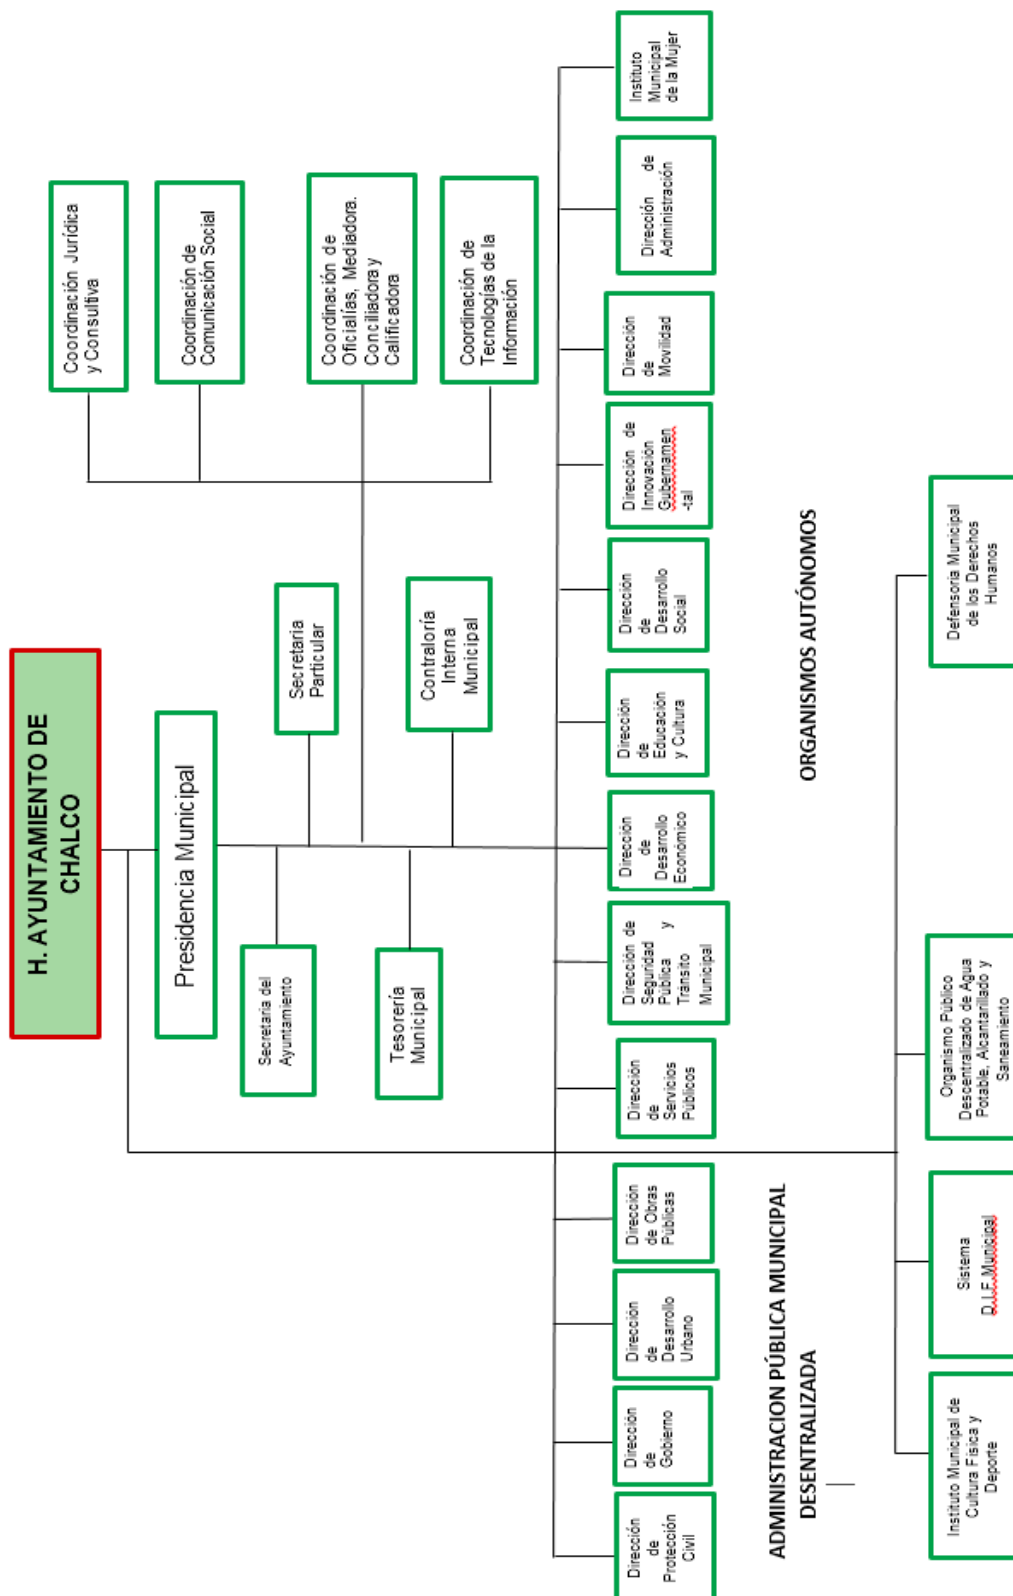 H. AYUNTAMIENTO DE
CHALCO
Presidencia Municipal
Secretaria del
Ayuntamiento
Secretaria
Particular
Tesorería
Municipal
Contraloría
Interna
Municipal
Coordinación Jurídica
y Consultiva
Coordinación de
Comunicación Social
Coordinación de
Oficialías, Mediadora.
Conciliadora y
Calificadora
Coordinación de
Tecnologías de la
Información
Dirección
de
Protección
Civil
Dirección
de
Gobierno
Dirección
de
Desarrollo
Urbano
Dirección
de Obras
Públicas
Dirección
de
Servicios
Públicos
Dirección de
Seguridad
Pública y
Tránsito
Municipal
Dirección
de
Desarrollo
Económico
Dirección
de
Educación
y Cultura
Dirección
de
Desarrollo
Social
Dirección de
Innovación
Gubernamen
-tal
Dirección
de
Movilidad
Dirección de
Administración
Instituto
Municipal
de la Mujer
ADMINISTRACION PÚBLICA MUNICIPAL
DESENTRALIZADA
ORGANISMOS AUTÓNOMOS
Instituto Municipal de
Cultura Física y
Deporte
Sistema
D.I.F. Municipal
Organismo Público
Descentralizado de Agua
Potable, Alcantarillado y
Saneamiento
Defensoría Municipal
de los Derechos
Humanos